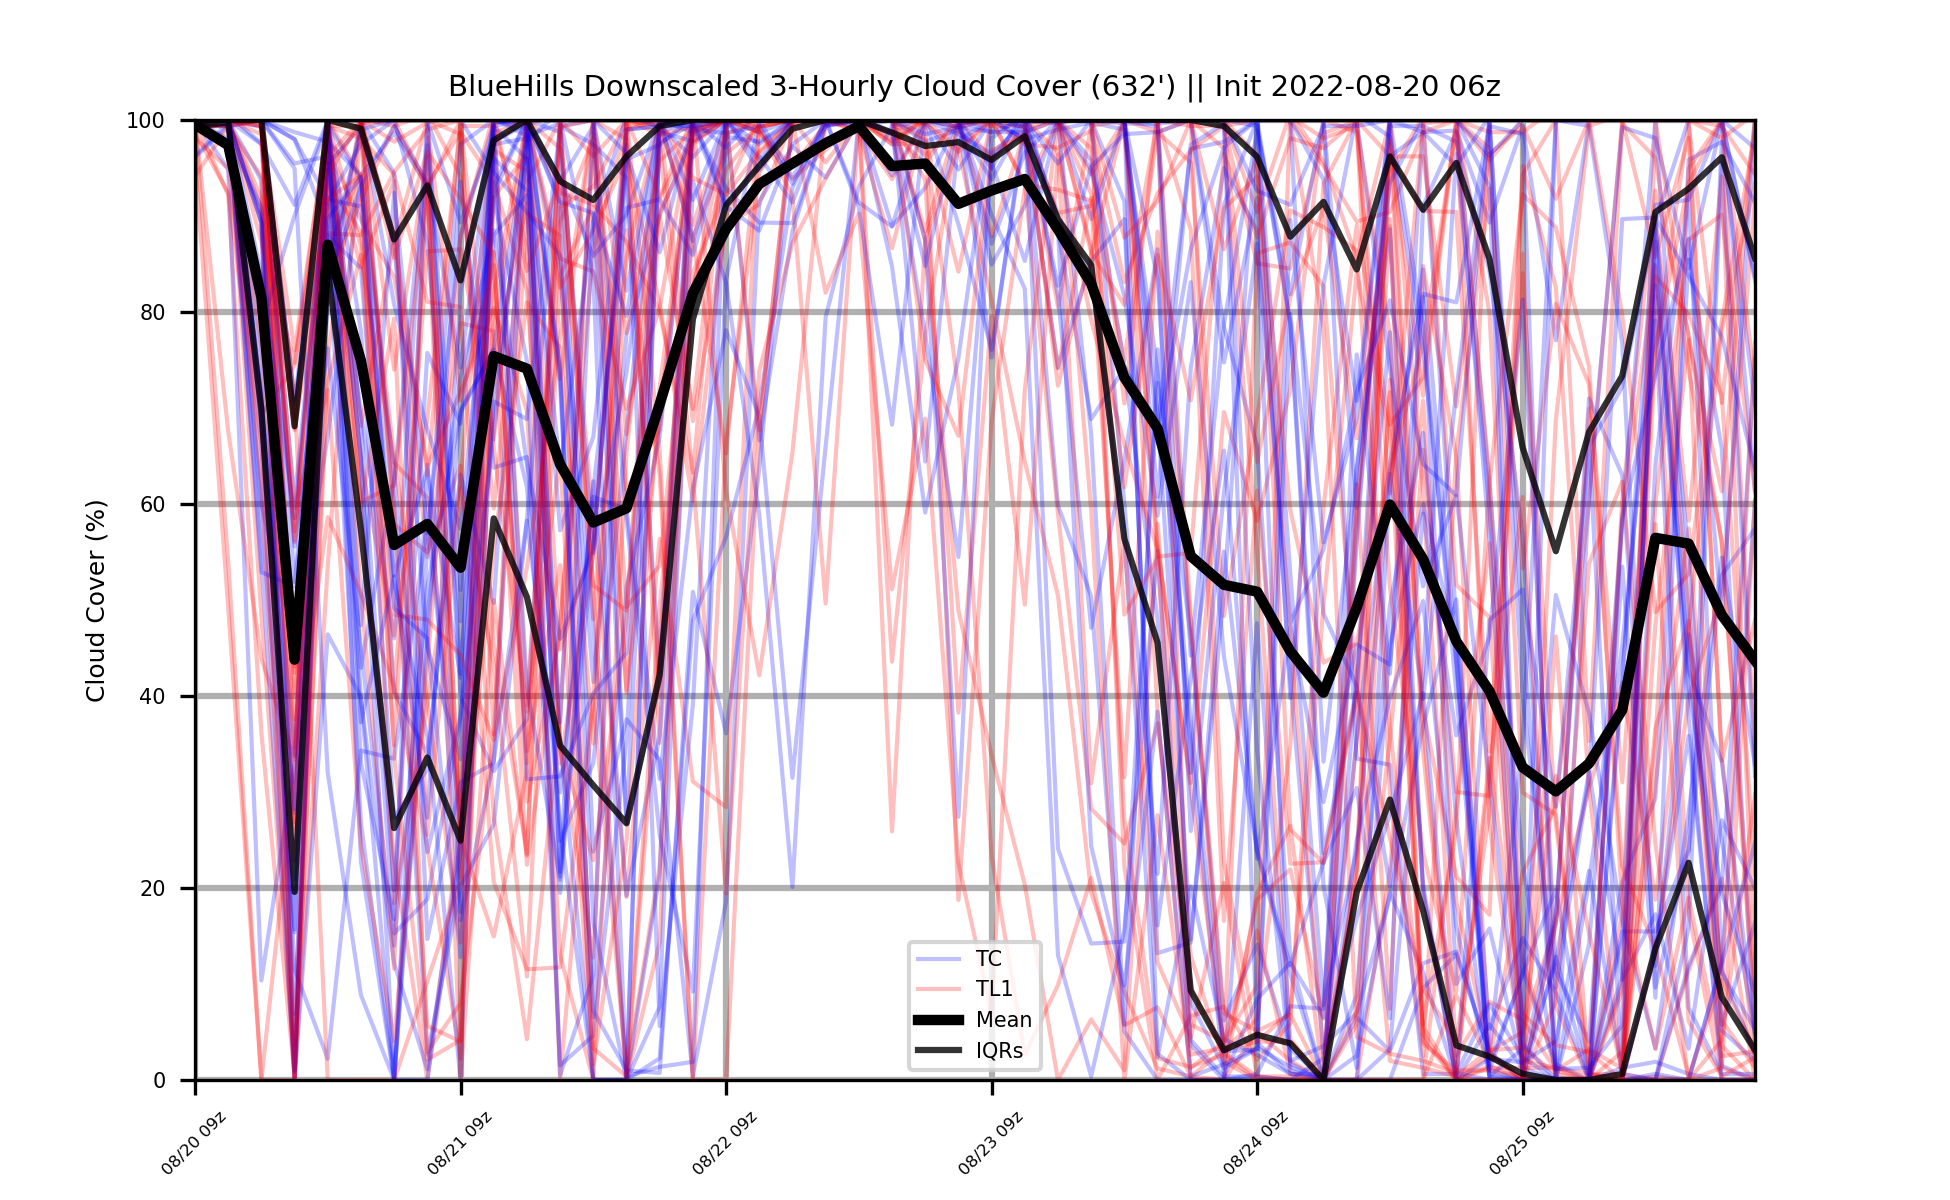 BlueHills Downscaled 3-Hourly Cloud Cover (632') || Init 2022-08-20 06z
Cloud Cover (%)
100
80
60
40
20
0
TC
TL1
Mean
IQRs
08/20 09z
08/21 09z
08/22 09z
08/23 09z
08/24 09z
08/25 09z